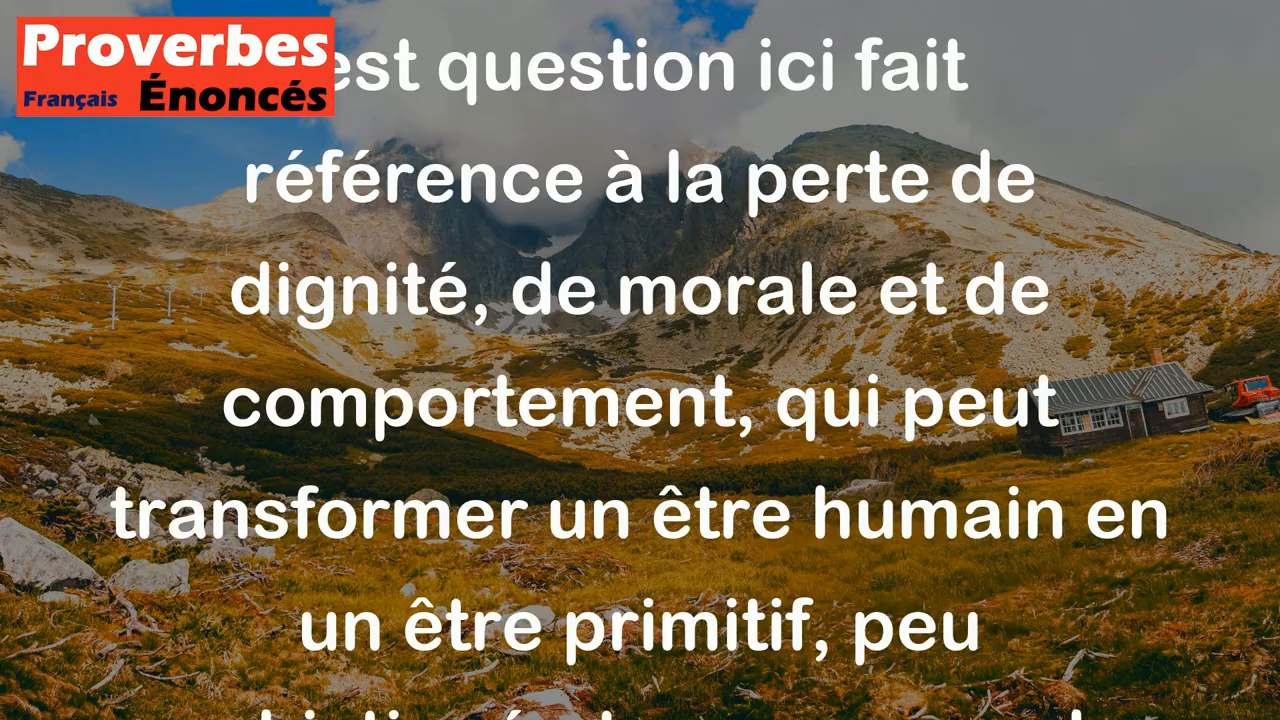 Proverbes
Français Énoncés
est question ici fait
référence à la perte de
dignité, de morale et de
comportement, qui peut
transformer un être humain en
un être primitif, peu